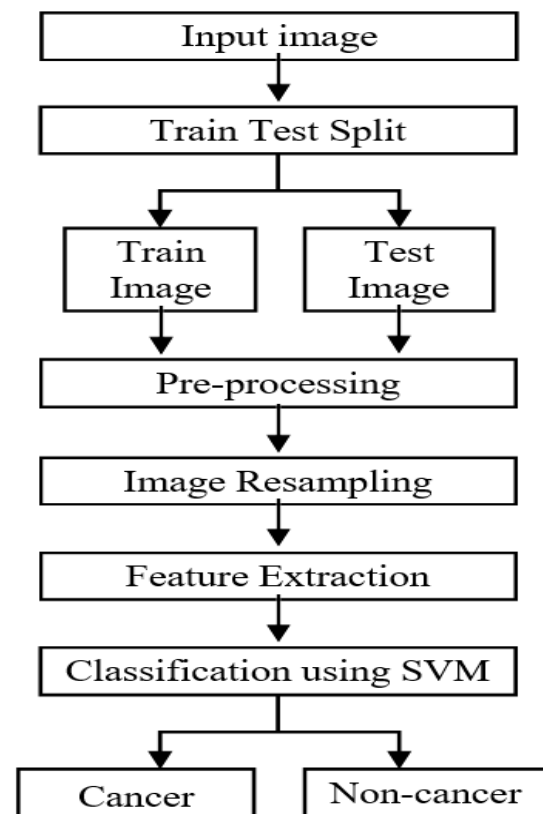 Input image
Train Test Split
Train
Image
Test
Image
Pre-processing
Image Resampling
Feature Extraction
Classification using SVM
Cancer
Non-cancer